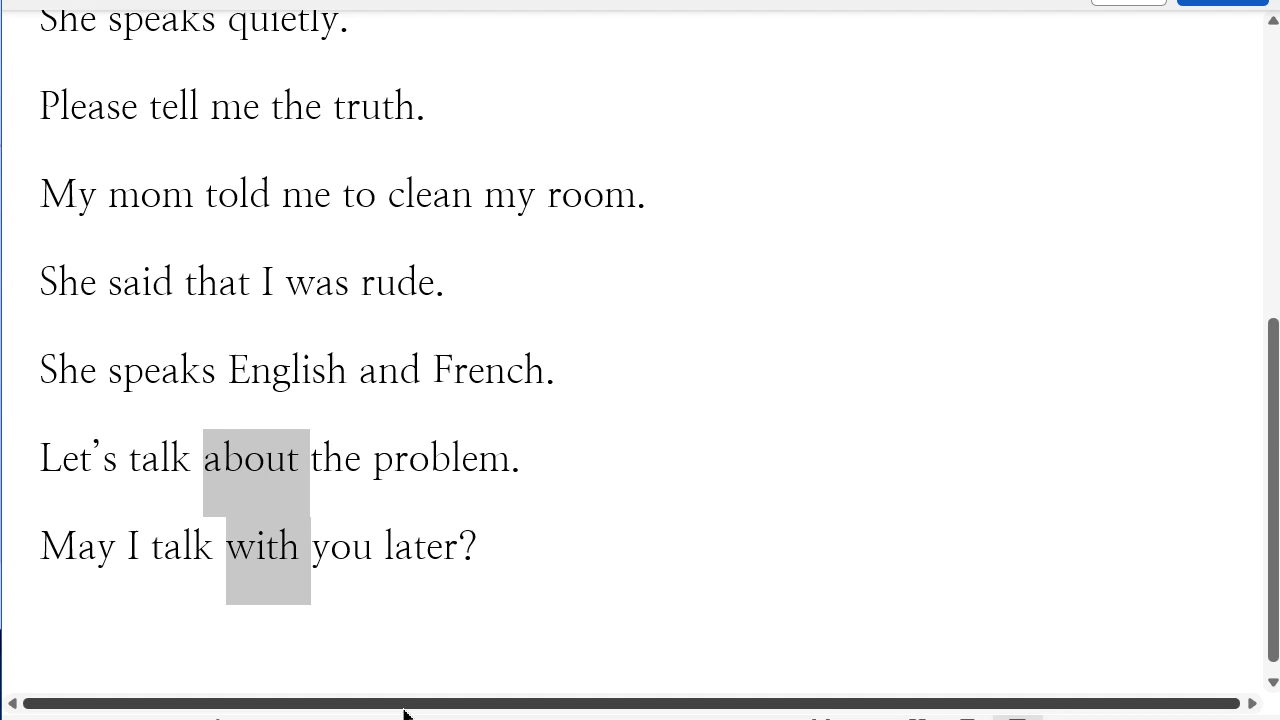 She speaks quietly.
Please tell me the truth.
My mom told me to clean my room.
She said that I was rude.
She speaks English and French.
Let’s talk about the problem.
May I talk with you later?